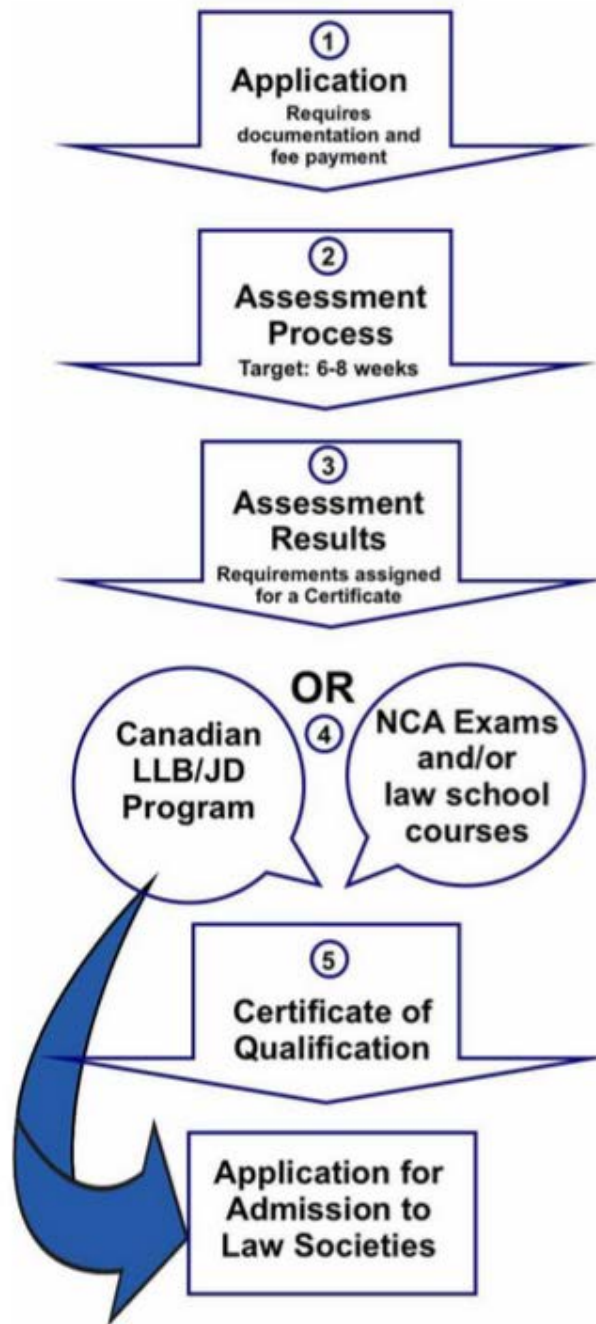 1
Application
Requires
documentation and
fee payment
2
Assessment
Process
Target: 6-8 weeks
3
Assessment
Results
Requirements assigned
for a Certificate
OR
4
Canadian
LLB/JD
Program
NCA Exams
and/or
law school
courses
5
Certificate of
Qualification
Application for
Admission to
Law Societies